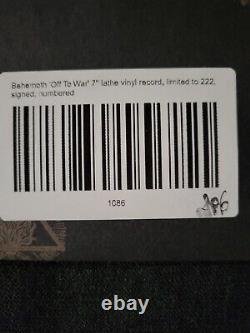 Behemoth 'Off To War' 7" lathe vinyl record, limited to 222,
signed, numbered
1086